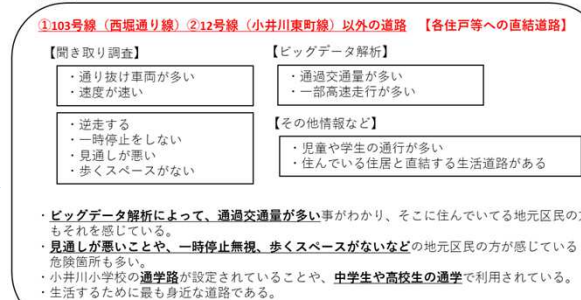 ①103号線（西堀通り線）②12号線（小井川東町線）以外の道路　【各住戸等への直結道路】
【聞き取り調査】
・通り抜け車両が多い
・速度が速い
・逆走する
・一時停止をしない
・見通しが悪い
・歩くスペースがない
【ビッグデータ解析】
・通過交通量が多い
・一部高速走行が多い
【その他情報など】
・児童や学生の通行が多い
・住んでいる住居と直結する生活道路がある
・ビッグデータ解析によって、通過交通量が多い事がわかり、そこに住んでいてる地元区民の方
もそれを感じている。
・見通しが悪いことや、一時停止無視、歩くスペースがないなどの地元区民の方が感じている
危険箇所も多い。
・小井川小学校の通学路が設定されていることや、中学生や高校生の通学で利用されている。
・生活するために最も身近な道路である。